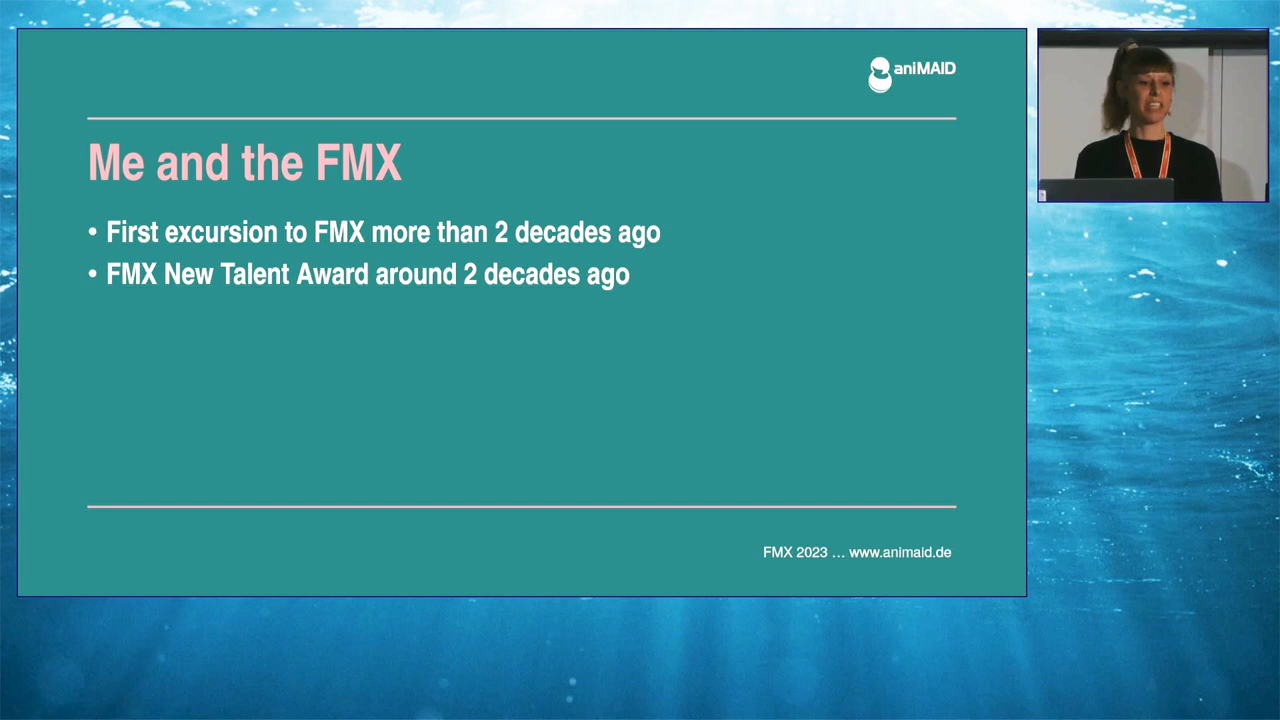 aniMAID
Me and the FMX
• First excursion to FMX more than 2 decades ago
• FMX New Talent Award around 2 decades ago
FMX 2023 ... www.animaid.de